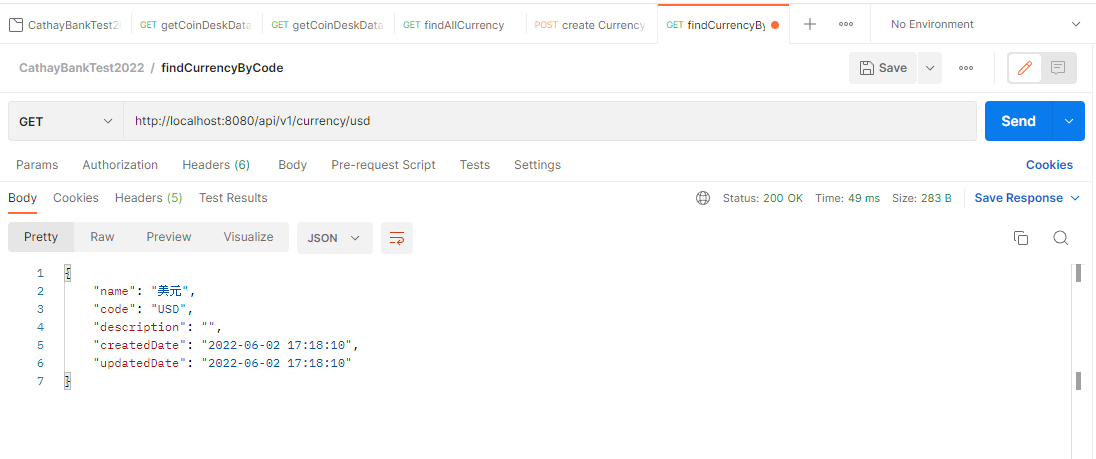 CathayBankTest2 GET getCoinDeskData GET getCoinDeskData GET findAllCurrency POST create Currency GET findCurrencyBy No Environment
CathayBankTest2022 / findCurrencyByCode Save
GET http://localhost:8080/api/v1/currency/usd Send
Params Authorization Headers (6) Body Pre-request Script Tests Settings Cookies
Body Cookies Headers (5) Test Results Status: 200 OK Time: 49 ms Size: 283 B Save Response
Pretty Raw Preview Visualize JSON
1 {
2 "name": "美元",
3 "code": "USD",
4 "description": "",
5 "createdDate": "2022-06-02 17:18:10",
6 "updatedDate": "2022-06-02 17:18:10"
7 }